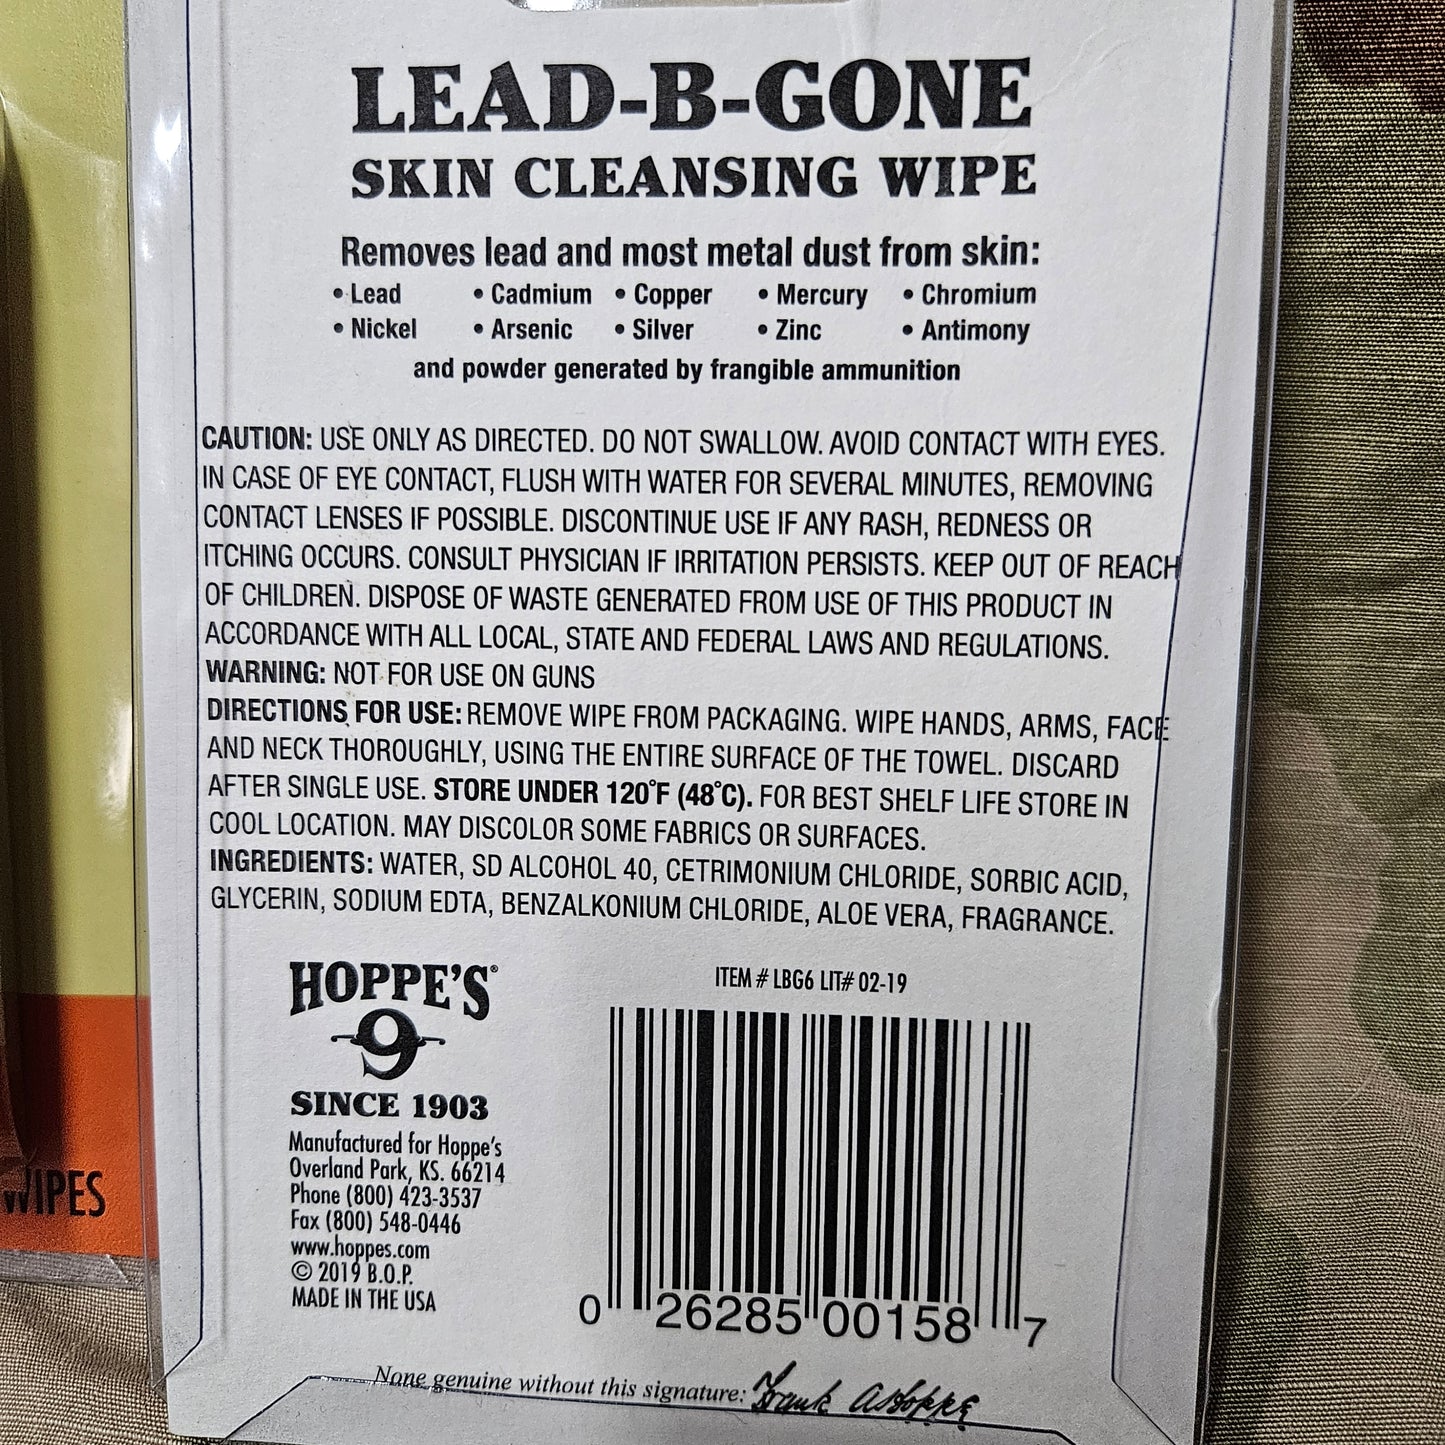 LEAD-B-GONE
SKIN CLEANSING WIPE
Removes lead and most metal dust from skin:
• Lead • Cadmium • Copper • Mercury • Chromium
• Nickel • Arsenic • Silver • Zinc • Antimony
and powder generated by frangible ammunition
CAUTION: USE ONLY AS DIRECTED. DO NOT SWALLOW. AVOID CONTACT WITH EYES.
IN CASE OF EYE CONTACT, FLUSH WITH WATER FOR SEVERAL MINUTES, REMOVING
CONTACT LENSES IF POSSIBLE. DISCONTINUE USE IF ANY RASH, REDNESS OR
ITCHING OCCURS. CONSULT PHYSICIAN IF IRRITATION PERSISTS. KEEP OUT OF REACH
OF CHILDREN. DISPOSE OF WASTE GENERATED FROM USE OF THIS PRODUCT IN
ACCORDANCE WITH ALL LOCAL, STATE AND FEDERAL LAWS AND REGULATIONS.
WARNING: NOT FOR USE ON GUNS
DIRECTIONS FOR USE: REMOVE WIPE FROM PACKAGING. WIPE HANDS, ARMS, FACE
AND NECK THOROUGHLY, USING THE ENTIRE SURFACE OF THE TOWEL. DISCARD
AFTER SINGLE USE. STORE UNDER 120°F (48°C). FOR BEST SHELF LIFE STORE IN
COOL LOCATION. MAY DISCOLOR SOME FABRICS OR SURFACES.
INGREDIENTS: WATER, SD ALCOHOL 40, CETRIMONIUM CHLORIDE, SORBIC ACID,
GLYCERIN, SODIUM EDTA, BENZALKONIUM CHLORIDE, ALOE VERA, FRAGRANCE.
HOPPE'S®
9
SINCE 1903
Manufactured for Hoppe's
Overland Park, KS. 66214
Phone (800) 423-3537
Fax (800) 548-0446
www.hoppes.com
© 2019 B.O.P.
MADE IN THE USA
ITEM # LBG6 LIT# 02-19
0 26285 00158 7
None genuine without this signature: Frank A Hoppe
WIPES